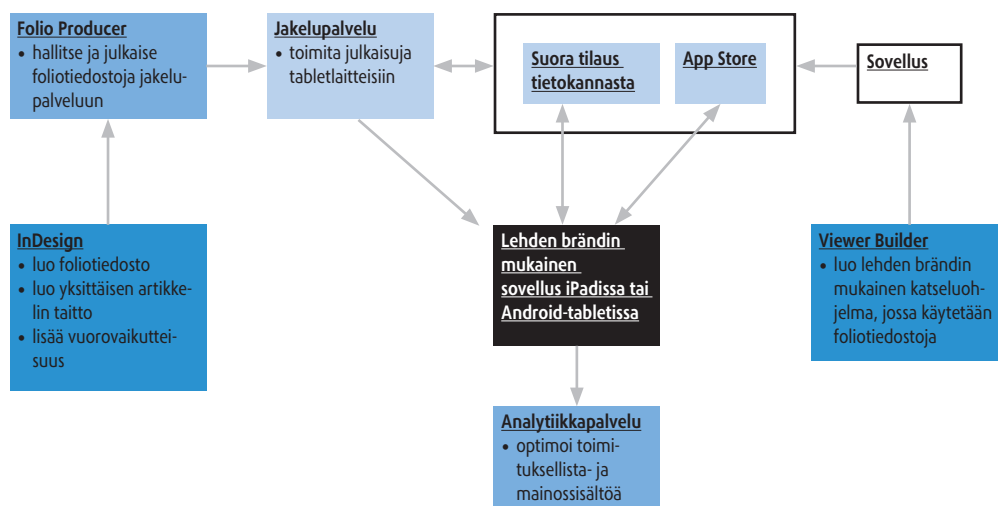 Folio Producer
• hallitse ja julkaise
foliotiedostoja jakelu-
palveluun
Jakelupalvelu
• toimita julkaisuja
tabletlaitteisiin
Suora tilaus
tietokannasta
App Store
Sovellus
InDesign
• luo foliotiedosto
• luo yksittäisen artikke-
lin taitto
• lisää vuorovaikuttei-
suus
Lehden brändin
mukainen
sovellus iPadissa tai
Android-tabletissa
Viewer Builder
• luo lehden brändin
mukainen katseluoh-
jelma, jossa käytetään
foliotiedostoja
Analytiikkapalvelu
• optimoi toimi-
tuksellista- ja
mainossisältöä